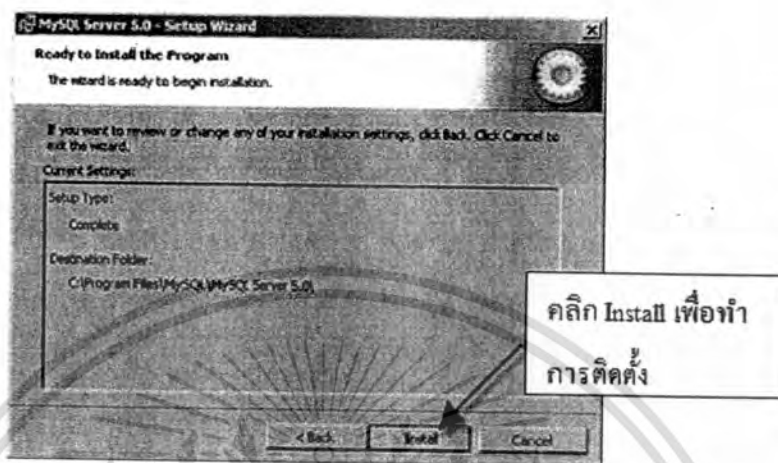 MySQL Server 5.0 - Setup Wizard
Ready to Install the Program
The wizard is ready to begin installation.
If you want to review or change any of your installation settings, click Back. Click Cancel to
exit the wizard.
Current Settings:
Setup Type:
Complete
Destination Folder:
C:\Program Files\MySQL\MySQL Server 5.0\
คลิก Install เพื่อทำ
การติดตั้ง
< Back
Install
Cancel